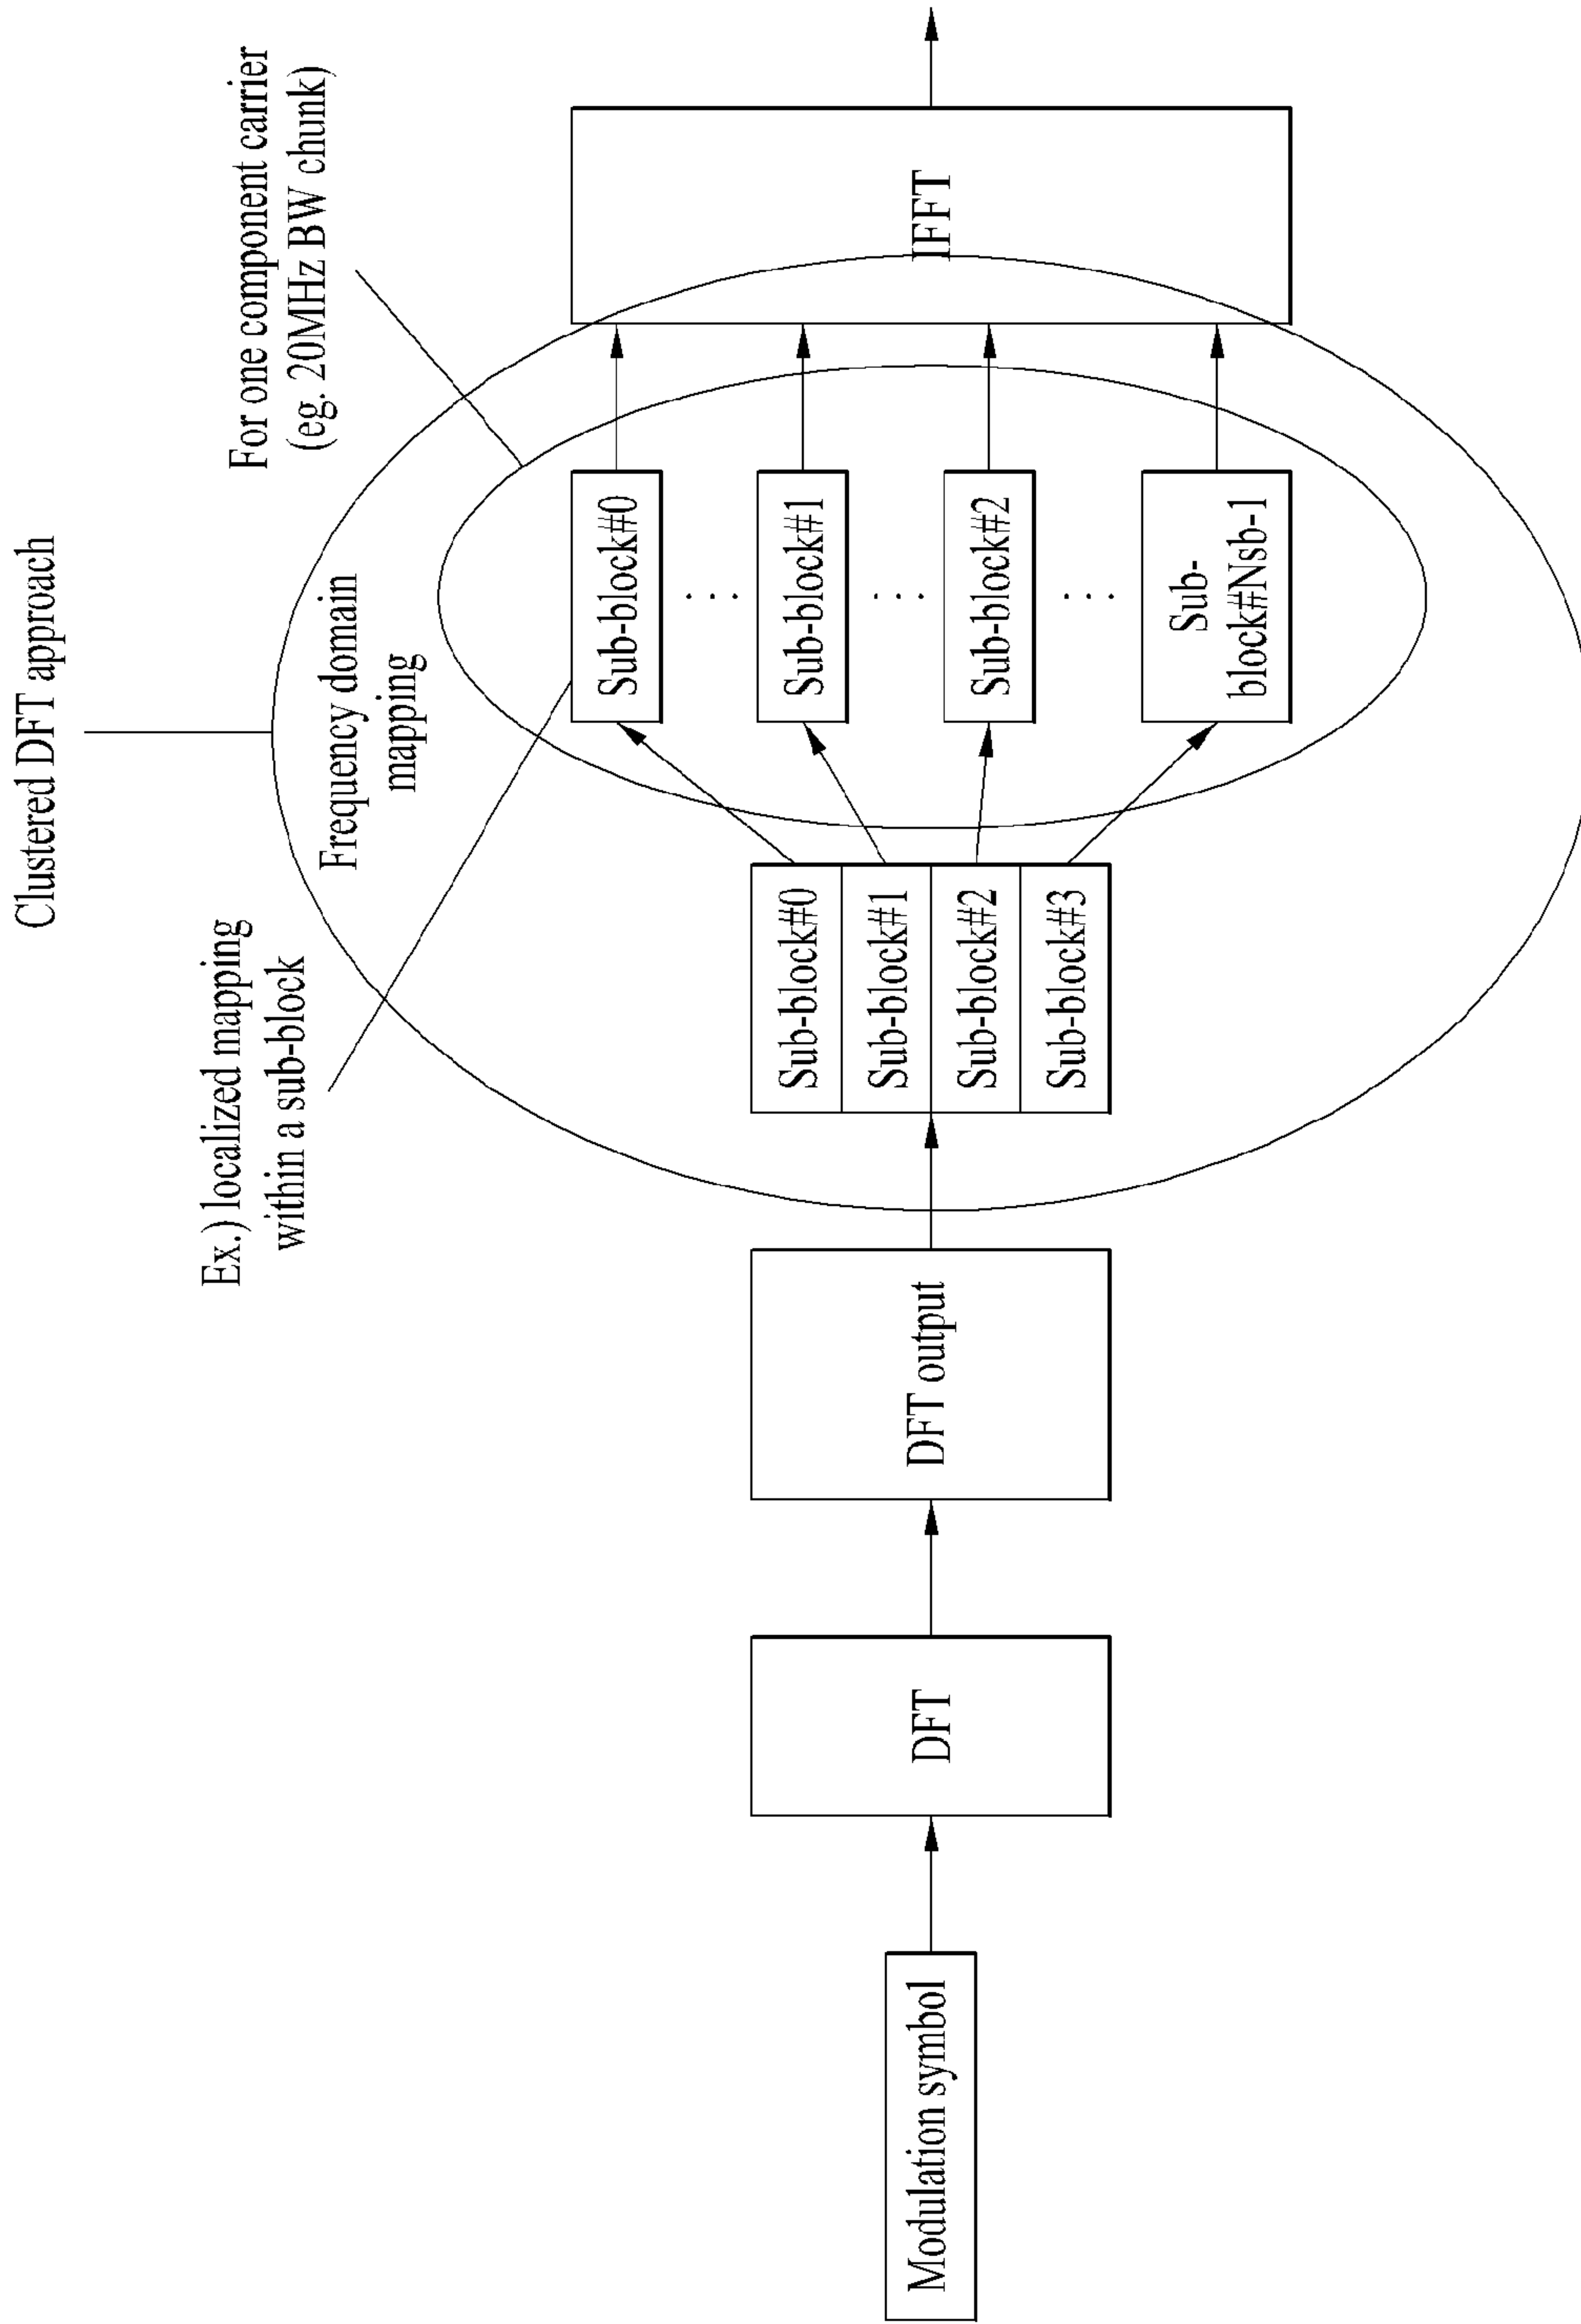 Clustered DFT approach
For one component carrier
(eg. 20MHz BW chunk)
Ex.) localized mapping
within a sub-block
Frequency domain
mapping
Modulation symbol
DFT
DFT output
Sub-block#0
Sub-block#1
Sub-block#2
Sub-block#3
Sub-block#0
. . .
Sub-block#1
. . .
Sub-block#2
. . .
Sub-
block#Nsb-1
IFFT